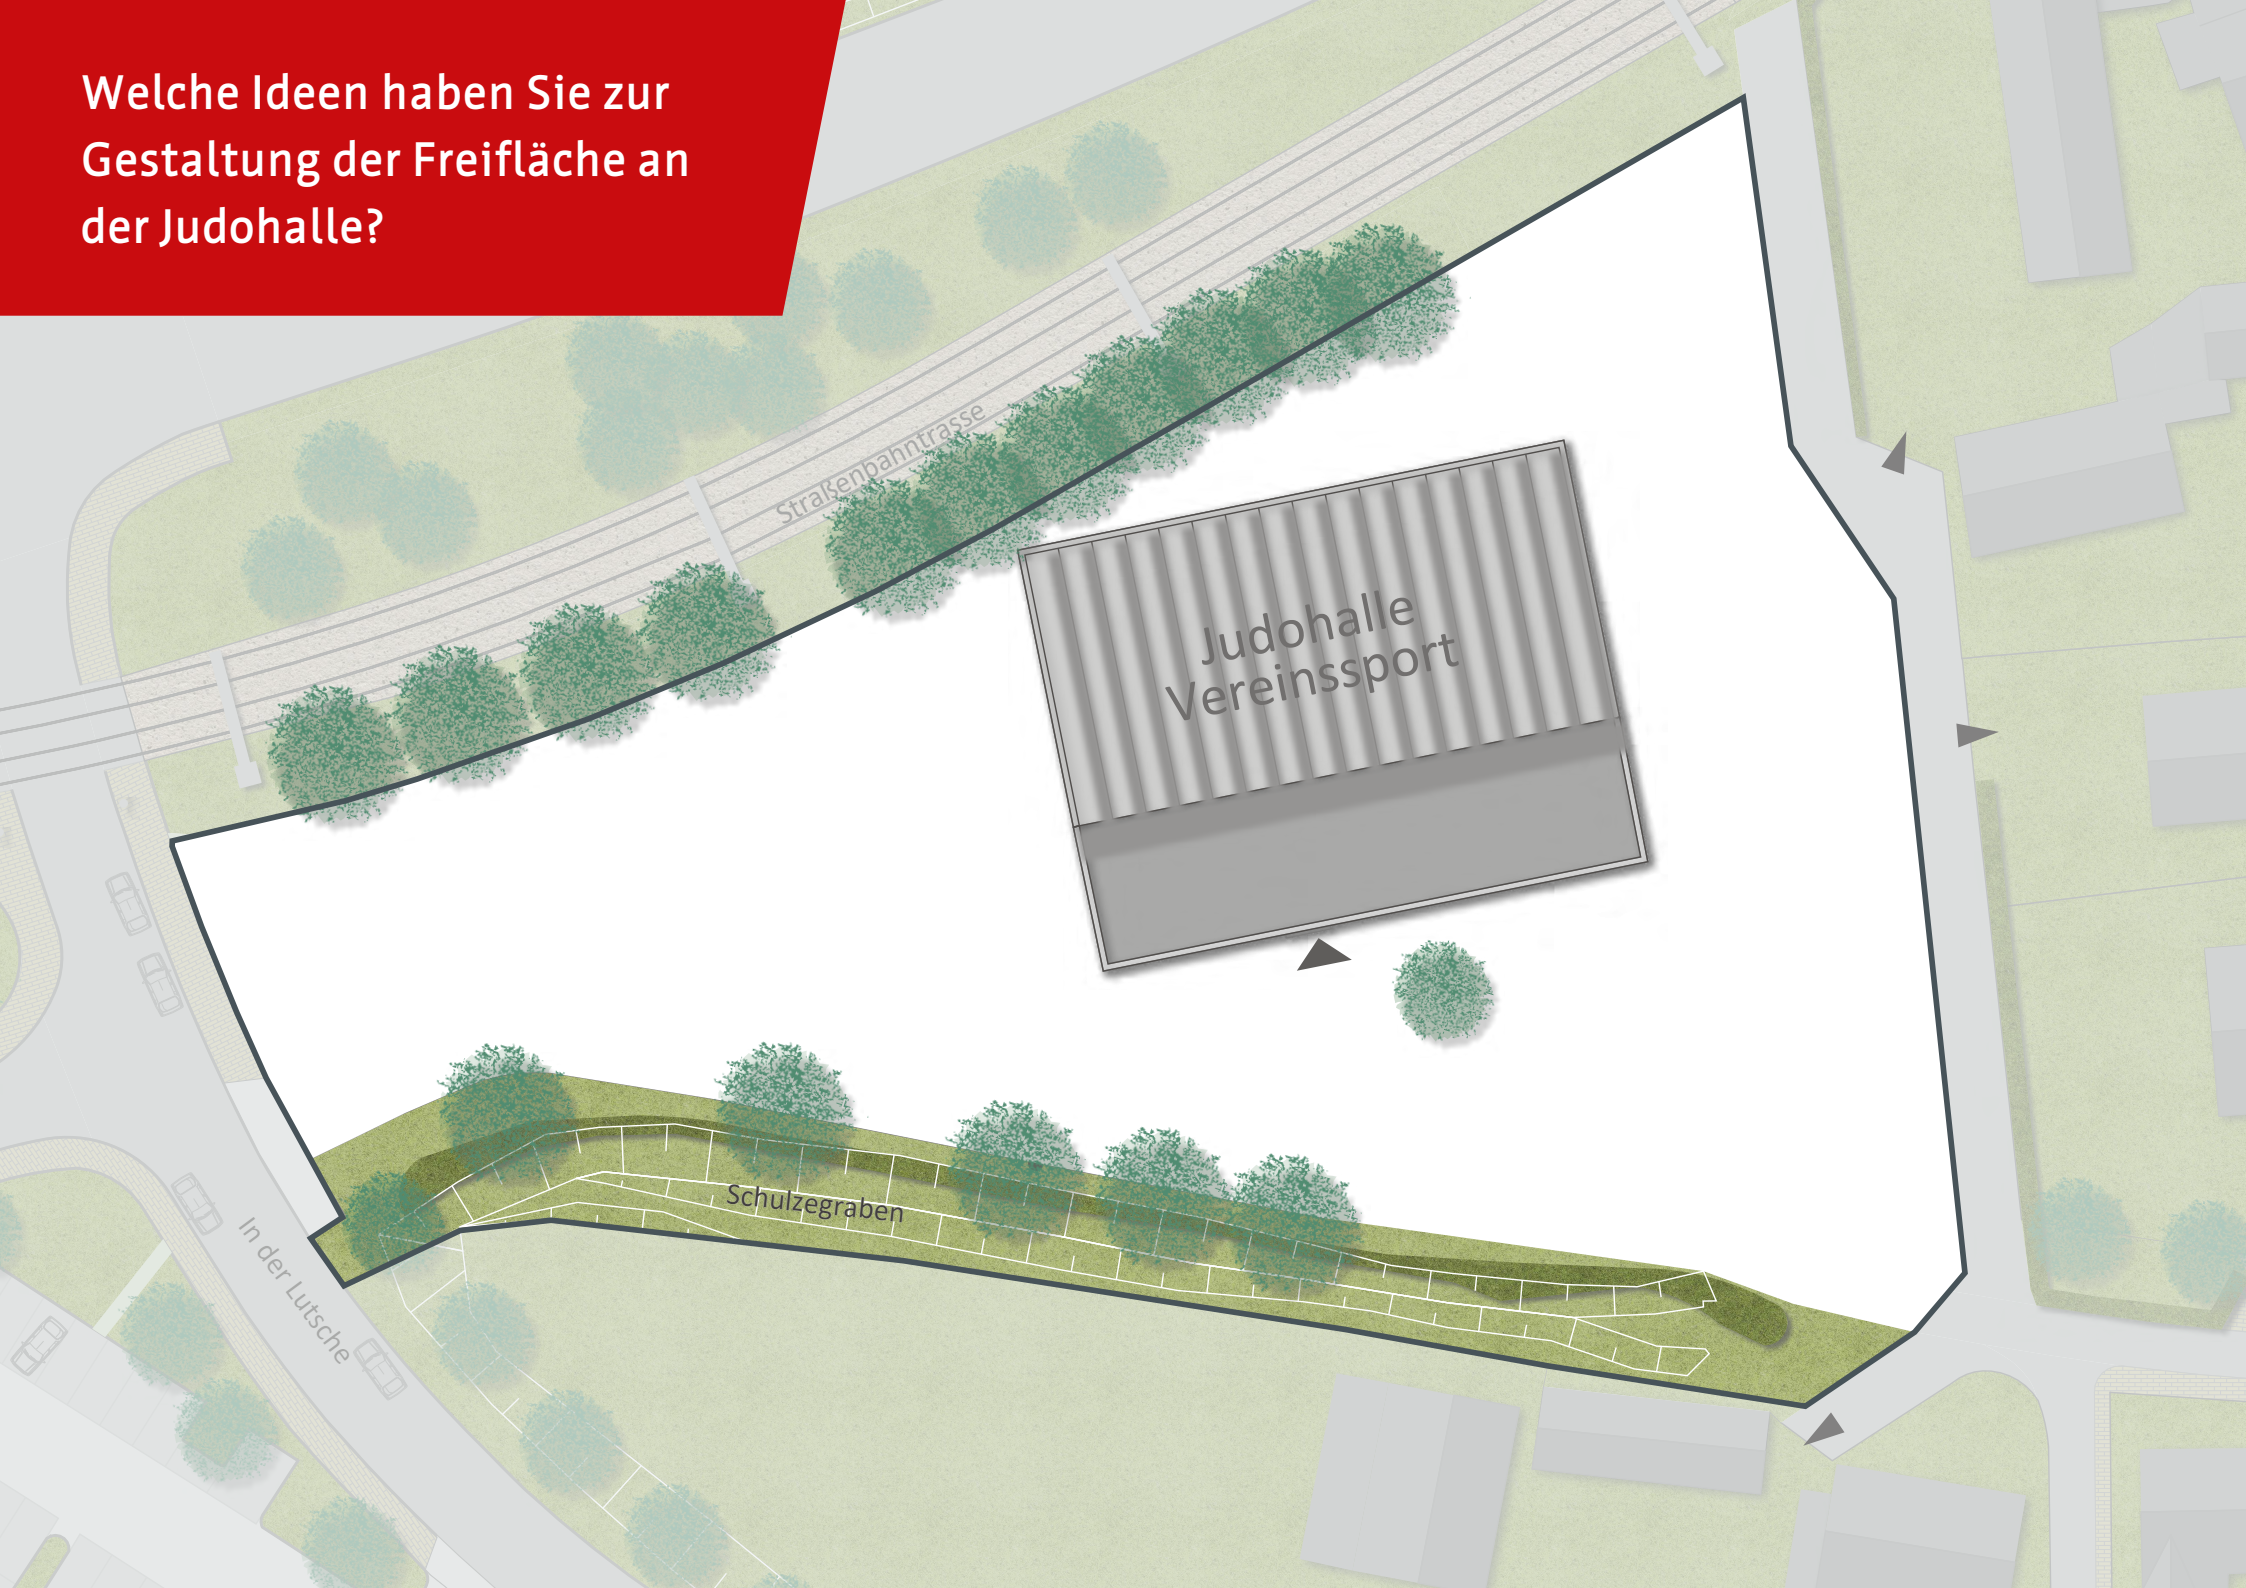 Welche Ideen haben Sie zur
Gestaltung der Freifläche an
der Judohalle?
Straßenbahntrasse
Judohalle
Vereinssport
Schulzegraben
In der Lutsche